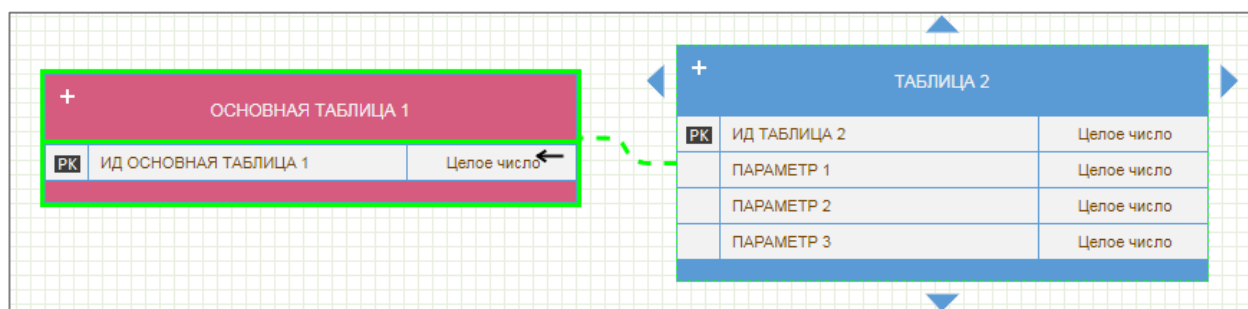 +
ОСНОВНАЯ ТАБЛИЦА 1
PK ИД ОСНОВНАЯ ТАБЛИЦА 1 Целое число
+
ТАБЛИЦА 2
PK ИД ТАБЛИЦА 2 Целое число
ПАРАМЕТР 1 Целое число
ПАРАМЕТР 2 Целое число
ПАРАМЕТР 3 Целое число